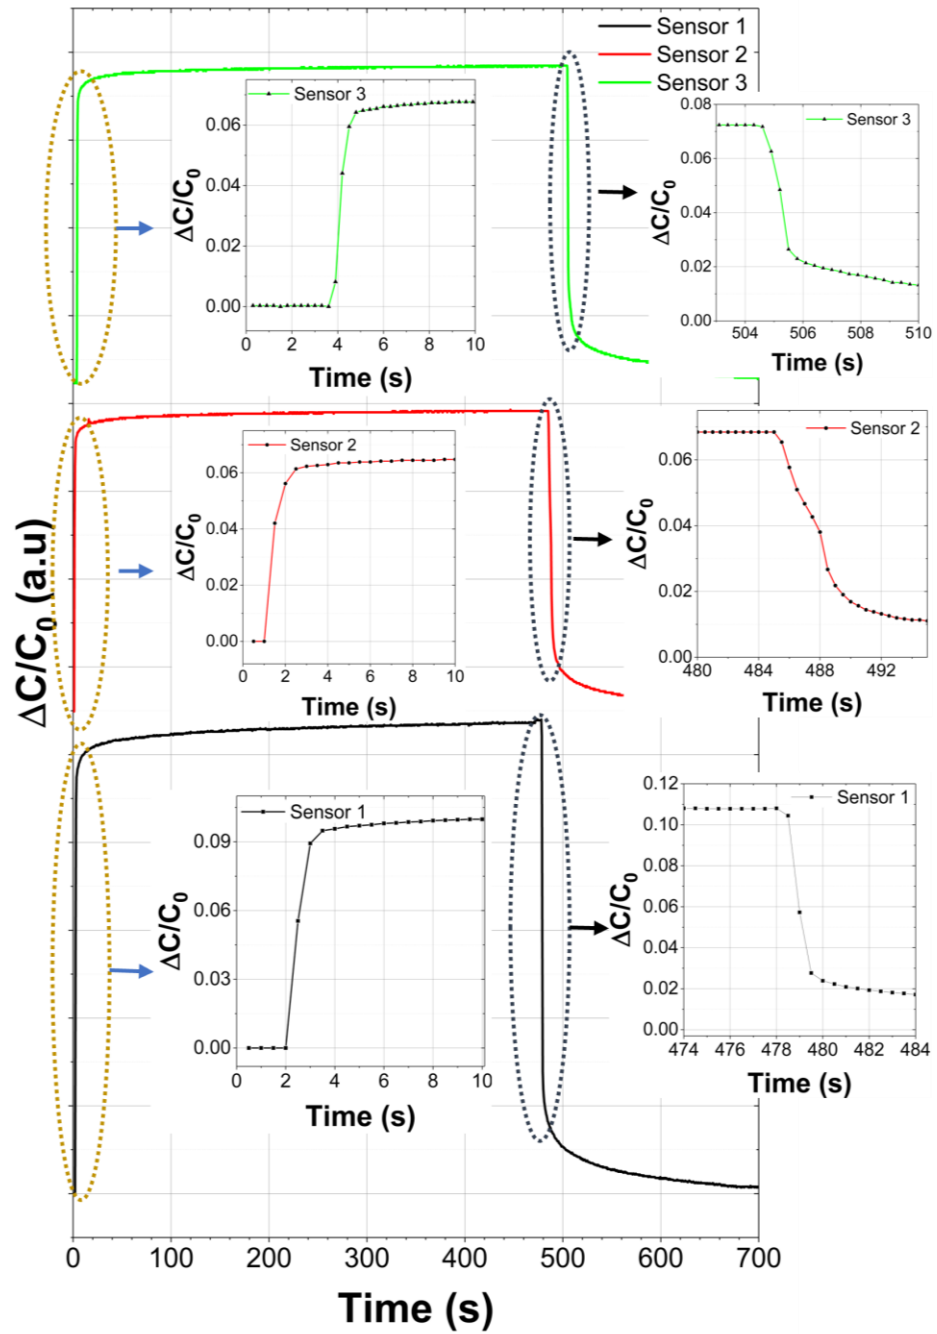 Sensor 1
Sensor 2
Sensor 3
Sensor 3
0.06
0.04
0.02
0.00
ΔC/C0
0 2 4 6 8 10
Time (s)
Sensor 3
0.08
0.06
0.04
0.02
0.00
ΔC/C0
504 506 508 510
Time (s)
ΔC/C0 (a.u)
Sensor 2
0.06
0.04
0.02
0.00
ΔC/C0
0 2 4 6 8 10
Time (s)
Sensor 2
0.06
0.04
0.02
0.00
ΔC/C0
480 484 488 492
Time (s)
Sensor 1
0.09
0.06
0.03
0.00
ΔC/C0
0 2 4 6 8 10
Time (s)
Sensor 1
0.12
0.10
0.08
0.06
0.04
0.02
0.00
ΔC/C0
474 476 478 480 482 484
Time (s)
0 100 200 300 400 500 600 700
Time (s)